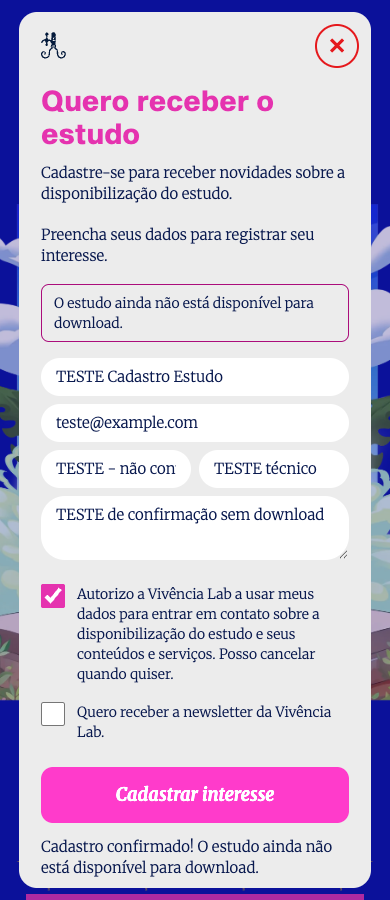 Quero receber o
estudo
Cadastre-se para receber novidades sobre a
disponibilização do estudo.
Preencha seus dados para registrar seu
interesse.
O estudo ainda não está disponível para
download.
TESTE Cadastro Estudo
teste@example.com
TESTE - não con
TESTE técnico
TESTE de confirmação sem download
Autorizo a Vivência Lab a usar meus
dados para entrar em contato sobre a
disponibilização do estudo e seus
conteúdos e serviços. Posso cancelar
quando quiser.
Quero receber a newsletter da Vivência
Lab.
Cadastrar interesse
Cadastro confirmado! O estudo ainda não
está disponível para download.